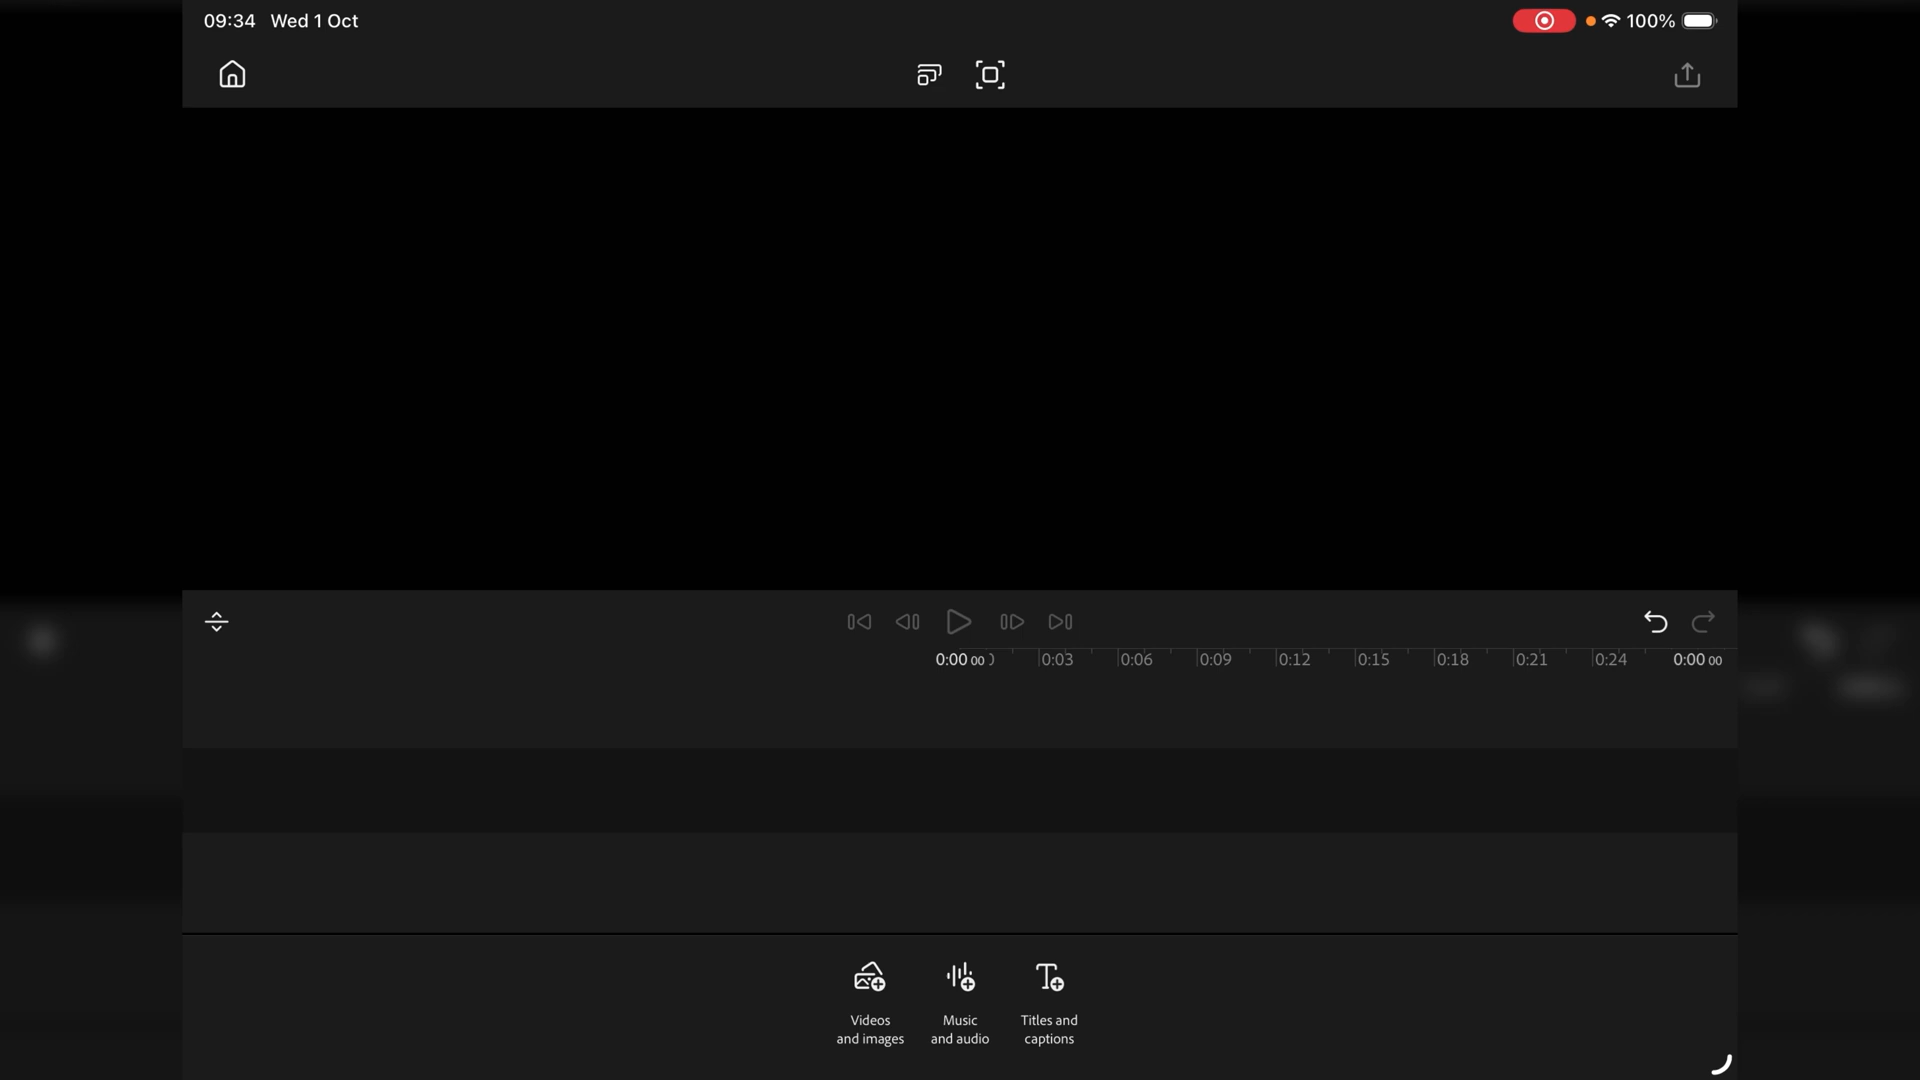 09:34 Wed 1 Oct 100%
0:00 00 0:03 0:06 0:09 0:12 0:15 0:18 0:21 0:24 0:00 00
Videos and images
Music and audio
Titles and captions